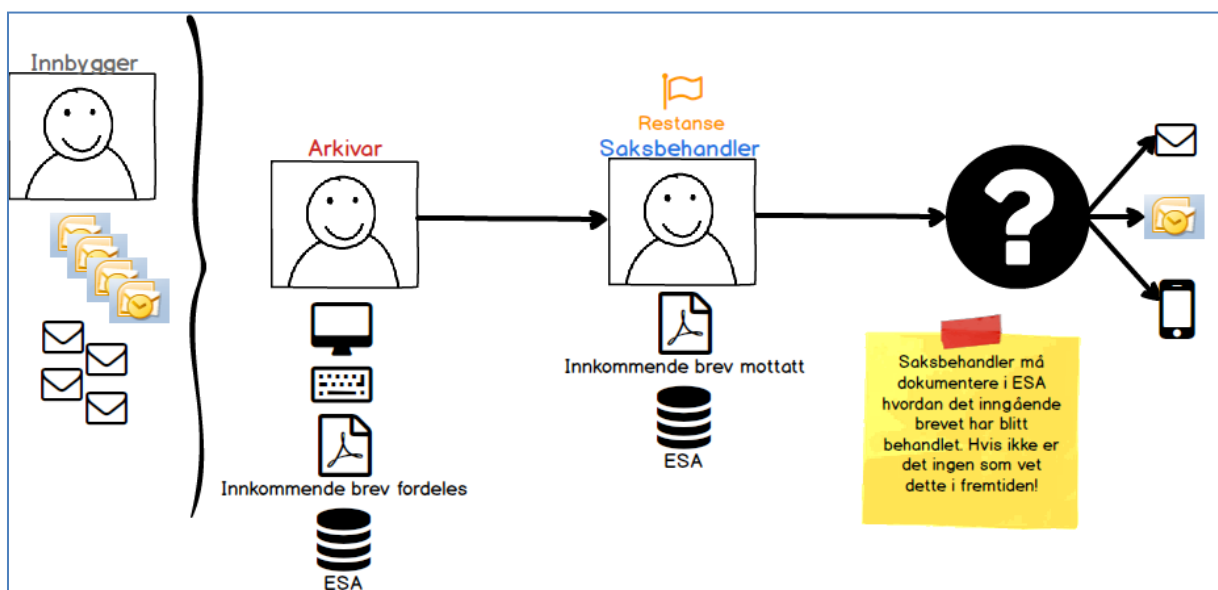 Innbygger
Arkivar
Innkommende brev fordeles
ESA
Restanse
Saksbehandler
Innkommende brev mottatt
ESA
Saksbehandler må
dokumentere i ESA
hvordan det inngående
brevet har blitt
behandlet. Hvis ikke er
det ingen som vet
dette i fremtiden!